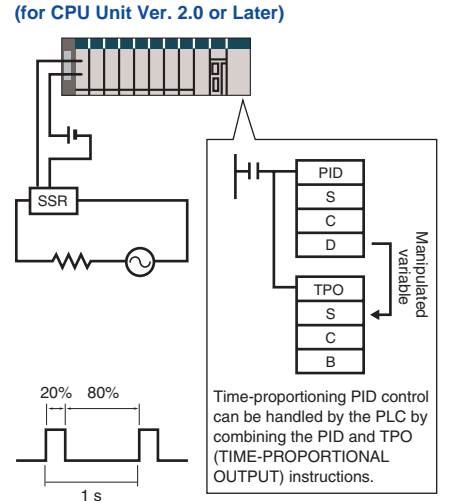 (for CPU Unit Ver. 2.0 or Later)
SSR
PID
S
C
D
Manipulated
variable
TPO
S
C
B
Time-proportioning PID control
can be handled by the PLC by
combining the PID and TPO
(TIME-PROPORTIONAL
OUTPUT) instructions.
20% 80%
1 s